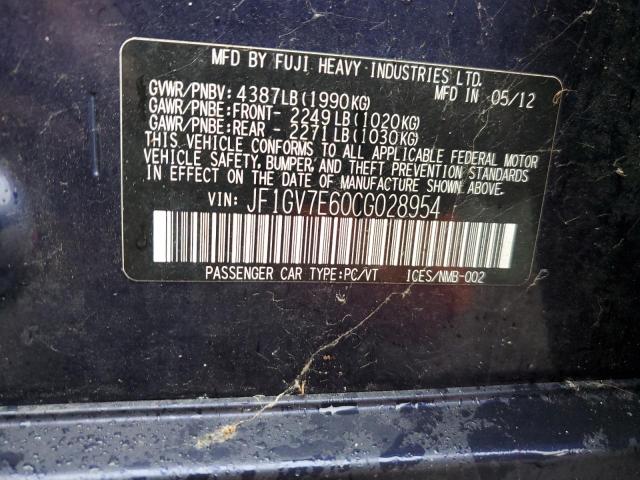 MFD BY FUJI HEAVY INDUSTRIES LTD.
GVWR/PNBV: 4387LB(1990KG) MFD IN 05/12
GAWR/PNBE:FRONT- 2249LB(1020KG)
GAWR/PNBE:REAR - 2271LB(1030KG)
THIS VEHICLE CONFORMS TO ALL APPLICABLE FEDERAL MOTOR
VEHICLE SAFETY, BUMPER, AND THEFT PREVENTION STANDARDS
IN EFFECT ON THE DATE OF MANUFACTURE SHOWN ABOVE.
VIN: JF1GV7E60CG028954
PASSENGER CAR TYPE:PC/VT ICES/NMB-002